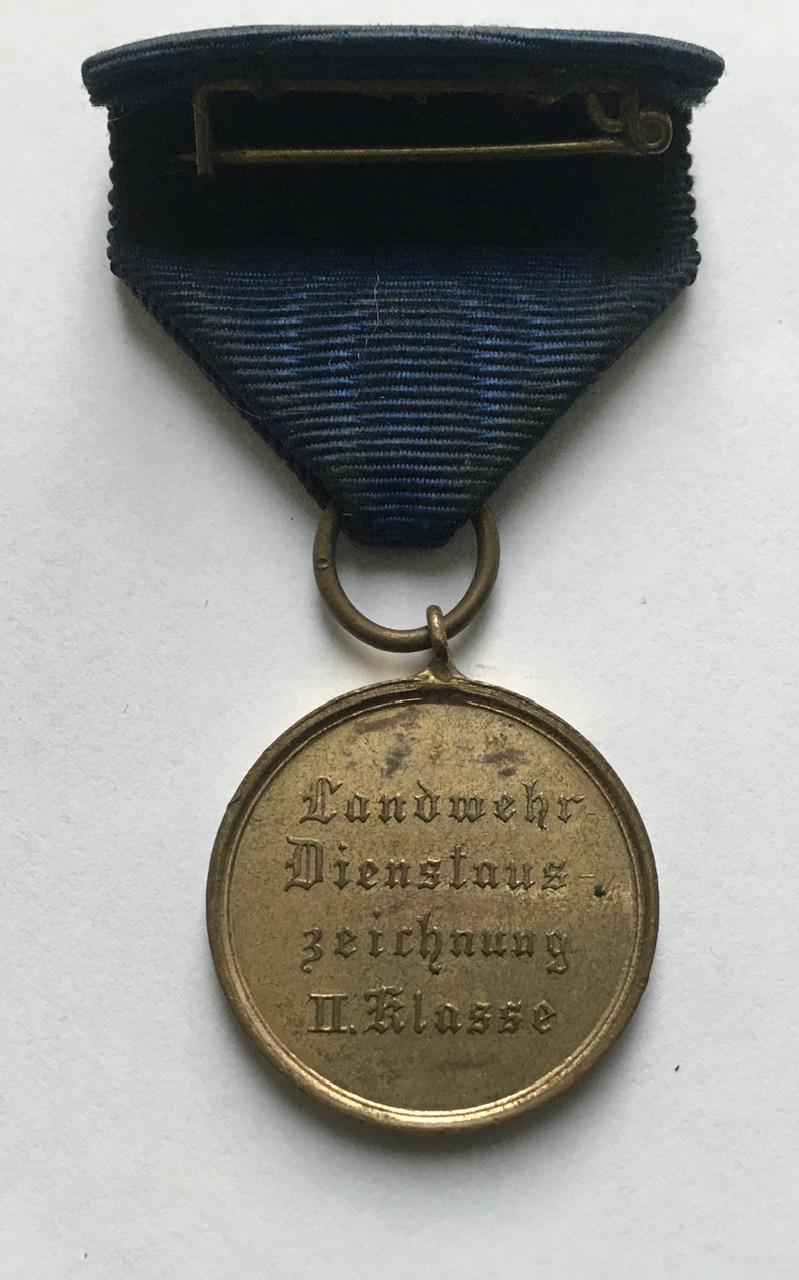 Landwehr
Dienstaus-
zeichnung
II. Klasse